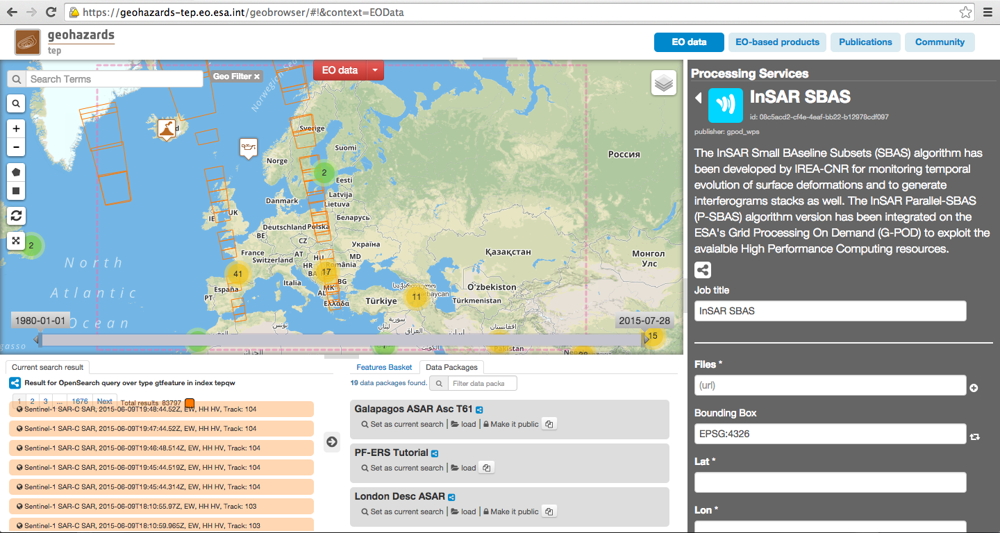 https://geohazards-tep.eo.esa.int/geobrowser/#!&context=EOData
geohazards
tep
EO data
EO-based products
Publications
Community
Search Terms
Geo Filter ×
EO data
Norwegian Sea
Sverige
Suomi
Norge
Россия
2
Eesti
Latvija
Lietuva
Danmark
UK
IE
Беларусь
Deutschland
Polska
BE
CZ
Україна
2
France
AT
HU
MD
Switzerland
România
Қазақстан
Монгол
Улс
North
Atlantic
Ocean
41
17
HR
BA
BG
Italia
MK
AL
España
PT
Ελλάδα
საქართველო
O'zbekiston
11
Türkiye
Türkmenistan
تونس
سورية
العراق
افغانستان
الكويت
Pakistan
1980-01-01
2015-07-28
15
Current search result
Result for OpenSearch query over type gtfeature in index tepqw
1 2 3 ... 1676 Next Total results 83797
Sentinel-1 SAR-C SAR, 2015-06-09T19:48:44.52Z, EW, HH HV, Track: 104
Sentinel-1 SAR-C SAR, 2015-06-09T19:47:44.52Z, EW, HH HV, Track: 104
Sentinel-1 SAR-C SAR, 2015-06-09T19:46:48.514Z, EW, HH HV, Track: 104
Sentinel-1 SAR-C SAR, 2015-06-09T19:45:44.519Z, EW, HH HV, Track: 104
Sentinel-1 SAR-C SAR, 2015-06-09T19:45:44.314Z, EW, HH HV, Track: 104
Sentinel-1 SAR-C SAR, 2015-06-09T18:10:55.97Z, EW, HH HV, Track: 103
Sentinel-1 SAR-C SAR, 2015-06-09T18:10:59.965Z, EW, HH HV, Track: 103
Features Basket
Data Packages
19 data packages found.
Filter data packa
Galapagos ASAR Asc T61
Set as current search | load | Make it public
PF-ERS Tutorial
Set as current search | load
London Desc ASAR
Set as current search | load | Make it public
Processing Services
InSAR SBAS
id: 08c5acd2-cf4e-4eaf-bb22-b12978cdf097
publisher: gpod_wps
The InSAR Small BAseline Subsets (SBAS) algorithm has
been developed by IREA-CNR for monitoring temporal
evolution of surface deformations and to generate
interferograms stacks as well. The InSAR Parallel-SBAS
(P-SBAS) algorithm version has been integrated on the
ESA's Grid Processing On Demand (G-POD) to exploit the
avaialble High Performance Computing resources.
Job title
InSAR SBAS
Files *
(url)
Bounding Box
EPSG:4326
Lat *
Lon *